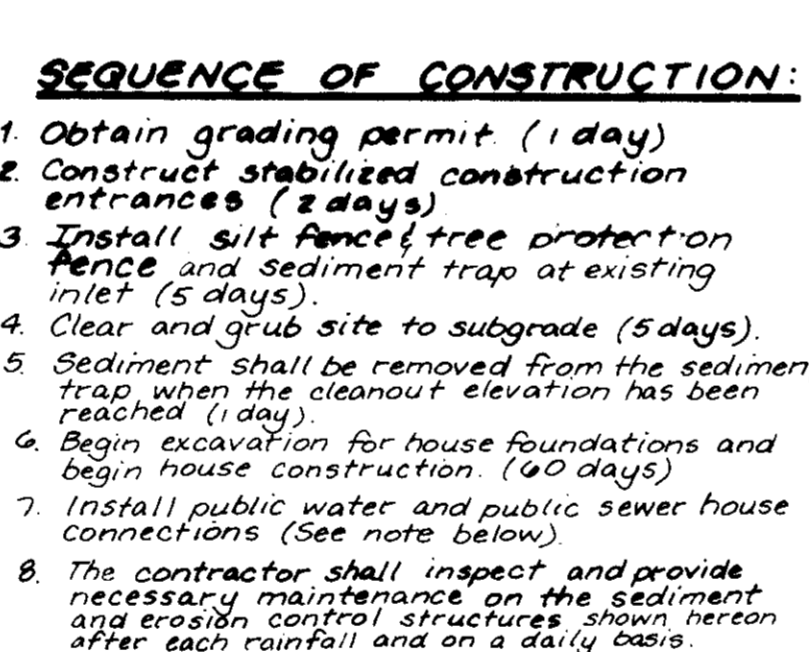 SEQUENCE OF CONSTRUCTION:
1. Obtain grading permit. (1 day)
2. Construct stabilized construction
entrances (2 days)
3. Install silt fence & tree protection
fence and sediment trap at existing
inlet (5 days).
4. Clear and grub site to subgrade (5 days).
5. Sediment shall be removed from the sedimen
trap when the cleanout elevation has been
reached (1 day).
6. Begin excavation for house foundations and
begin house construction. (60 days)
7. Install public water and public sewer house
connections (See note below).
8. The contractor shall inspect and provide
necessary maintenance on the sediment
and erosion control structures shown hereon
after each rainfall and on a daily basis.